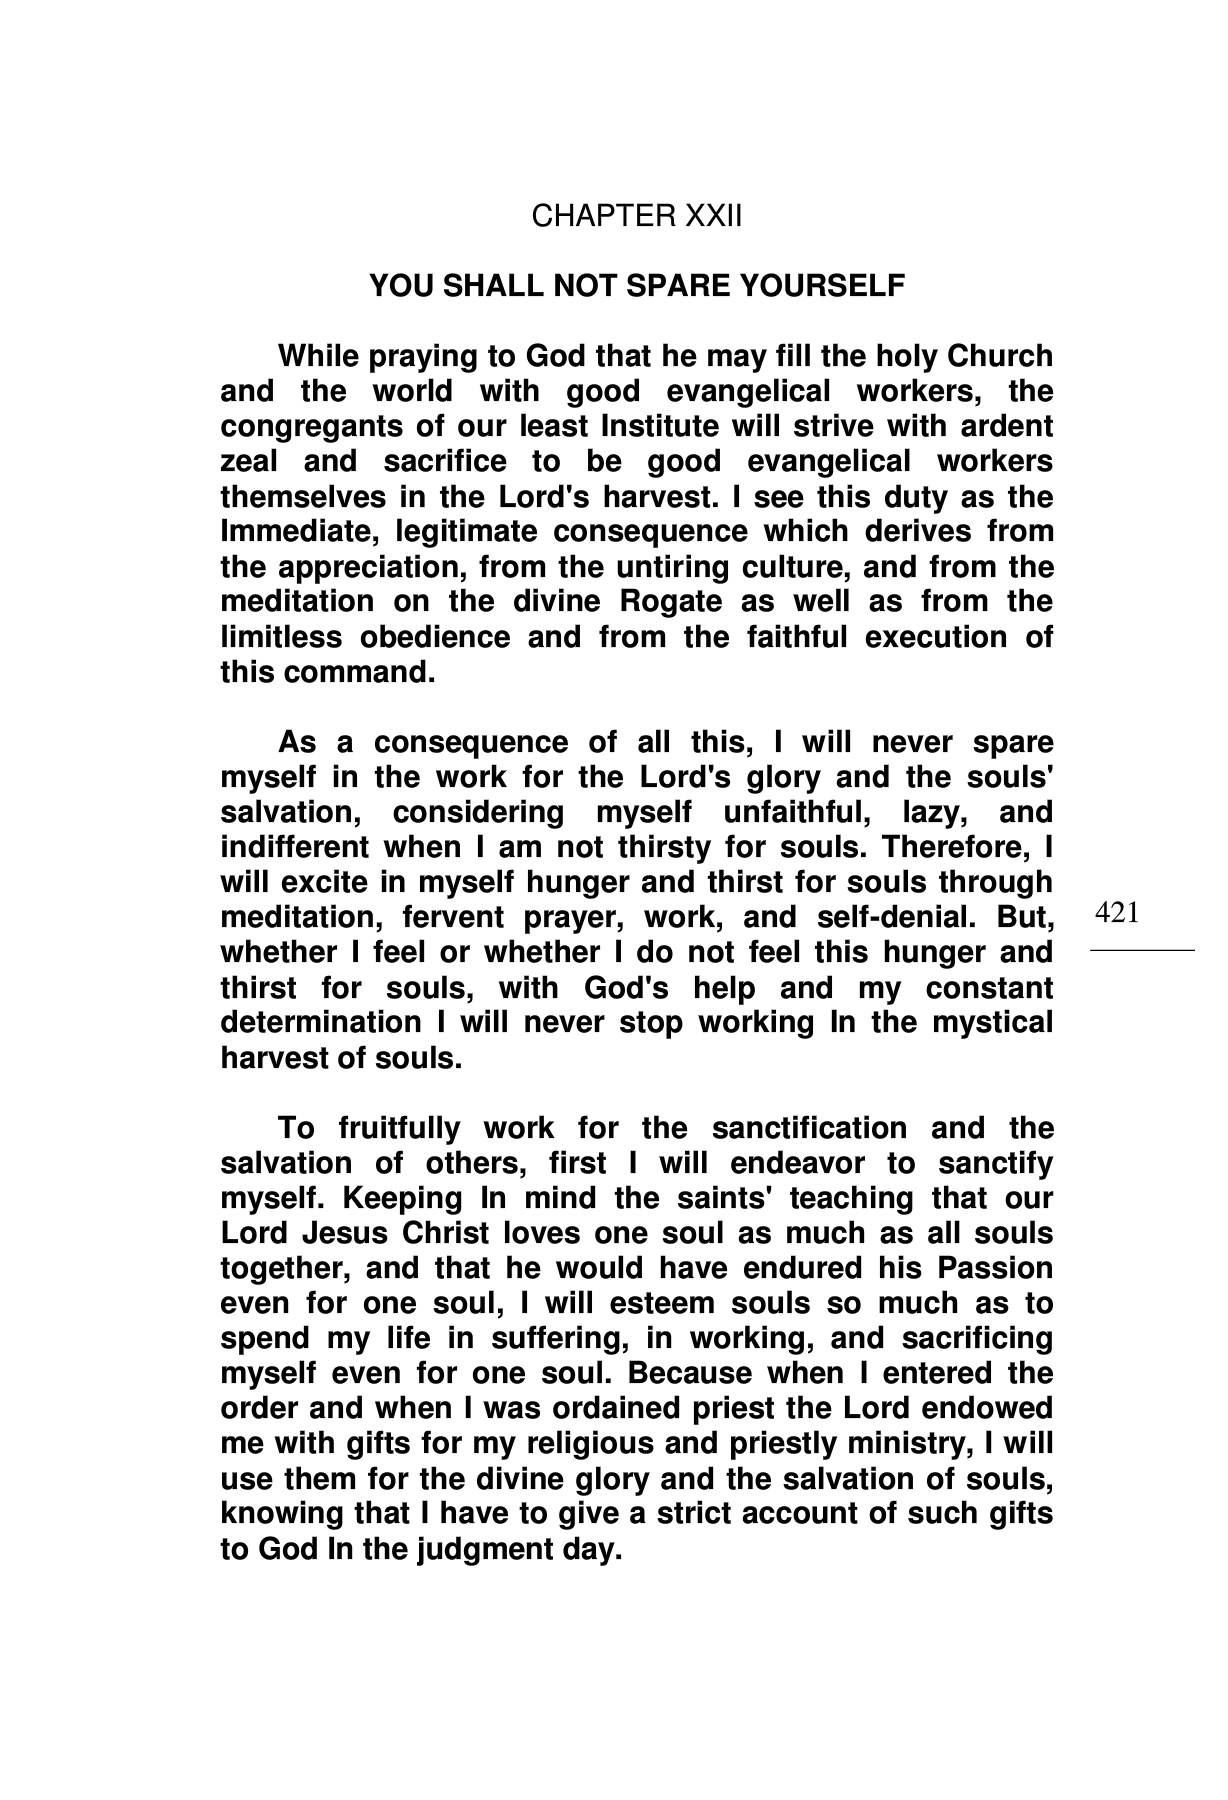 CHAPTER XXII
YOU SHALL NOT SPARE YOURSELF
While praying to God that he may fill the holy Church
and the world with good evangelical workers, the
congregants of our least Institute will strive with ardent
zeal and sacrifice to be good evangelical workers
themselves in the Lord's harvest. I see this duty as the
Immediate, legitimate consequence which derives from
the appreciation, from the untiring culture, and from the
meditation on the divine Rogate as well as from the
limitless obedience and from the faithful execution of
this command.
As a consequence of all this, I will never spare
myself in the work for the Lord's glory and the souls'
salvation, considering myself unfaithful, lazy, and
indifferent when I am not thirsty for souls. Therefore, I
will excite in myself hunger and thirst for souls through
meditation, fervent prayer, work, and self-denial. But,
whether I feel or whether I do not feel this hunger and
thirst for souls, with God's help and my constant
determination I will never stop working In the mystical
harvest of souls.
To fruitfully work for the sanctification and the
salvation of others, first I will endeavor to sanctify
myself. Keeping In mind the saints' teaching that our
Lord Jesus Christ loves one soul as much as all souls
together, and that he would have endured his Passion
even for one soul, I will esteem souls so much as to
spend my life in suffering, in working, and sacrificing
myself even for one soul. Because when I entered the
order and when I was ordained priest the Lord endowed
me with gifts for my religious and priestly ministry, I will
use them for the divine glory and the salvation of souls,
knowing that I have to give a strict account of such gifts
to God In the judgment day.
421